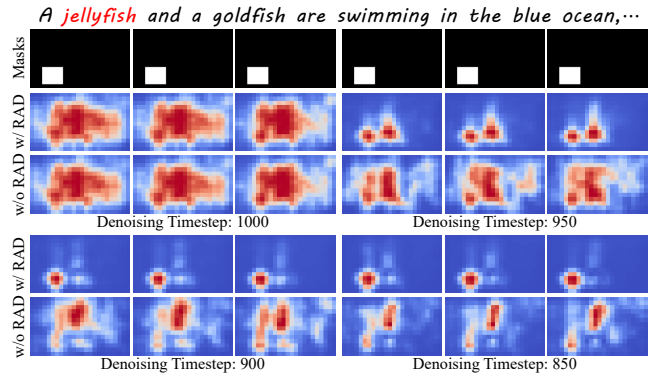 A jellyfish and a goldfish are swimming in the blue ocean,...
Masks
w/ RAD
w/o RAD
Denoising Timestep: 1000
Denoising Timestep: 950
w/ RAD
w/o RAD
Denoising Timestep: 900
Denoising Timestep: 850